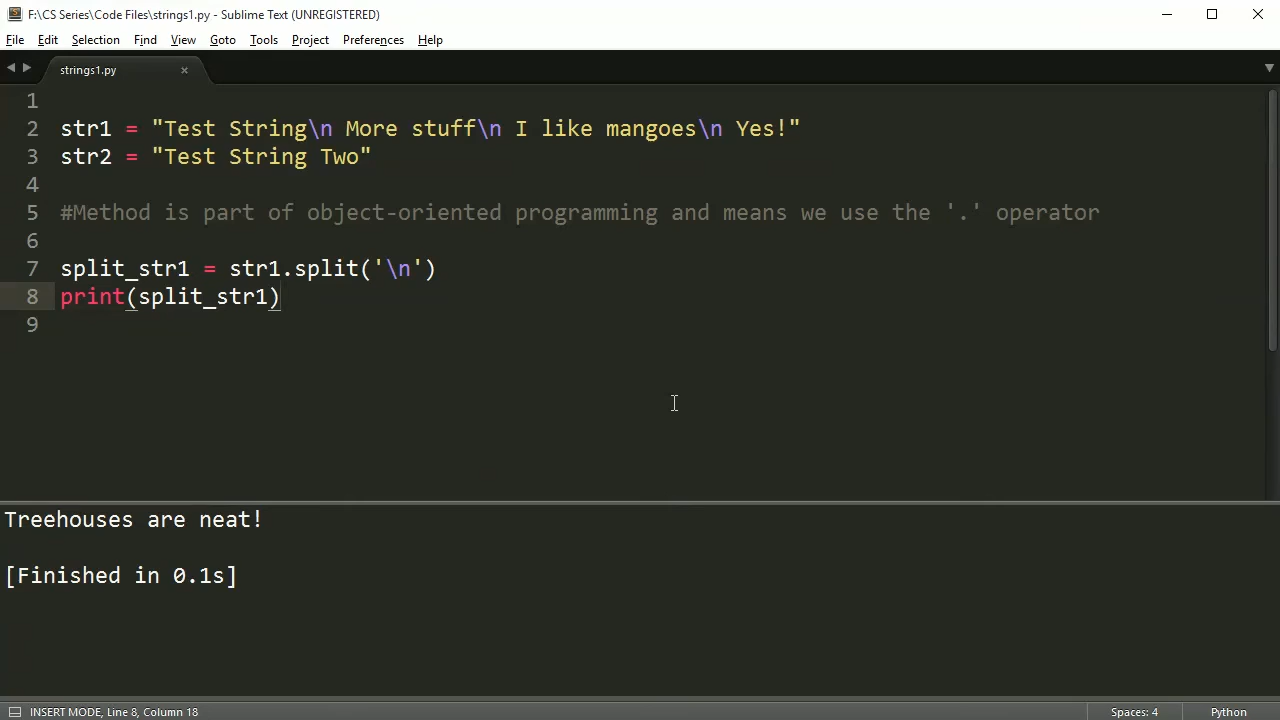 F:\CS Series\Code Files\strings1.py - Sublime Text (UNREGISTERED)
File Edit Selection Find View Goto Tools Project Preferences Help
strings1.py
1
2 str1 = "Test String\n More stuff\n I like mangoes\n Yes!"
3 str2 = "Test String Two"
4
5 #Method is part of object-oriented programming and means we use the '.' operator
6
7 split_str1 = str1.split('\n')
8 print(split_str1)
9
Treehouses are neat!
[Finished in 0.1s]
INSERT MODE, Line 8, Column 18 Spaces: 4 Python